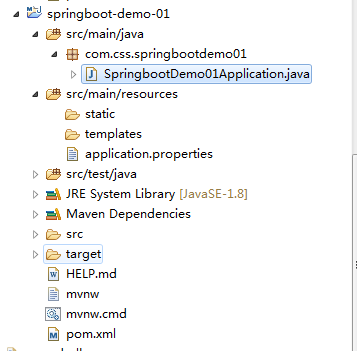 springboot-demo-01
src/main/java
com.css.springbootdemo01
SpringbootDemo01Application.java
src/main/resources
static
templates
application.properties
src/test/java
JRE System Library [JavaSE-1.8]
Maven Dependencies
src
target
HELP.md
mvnw
mvnw.cmd
pom.xml